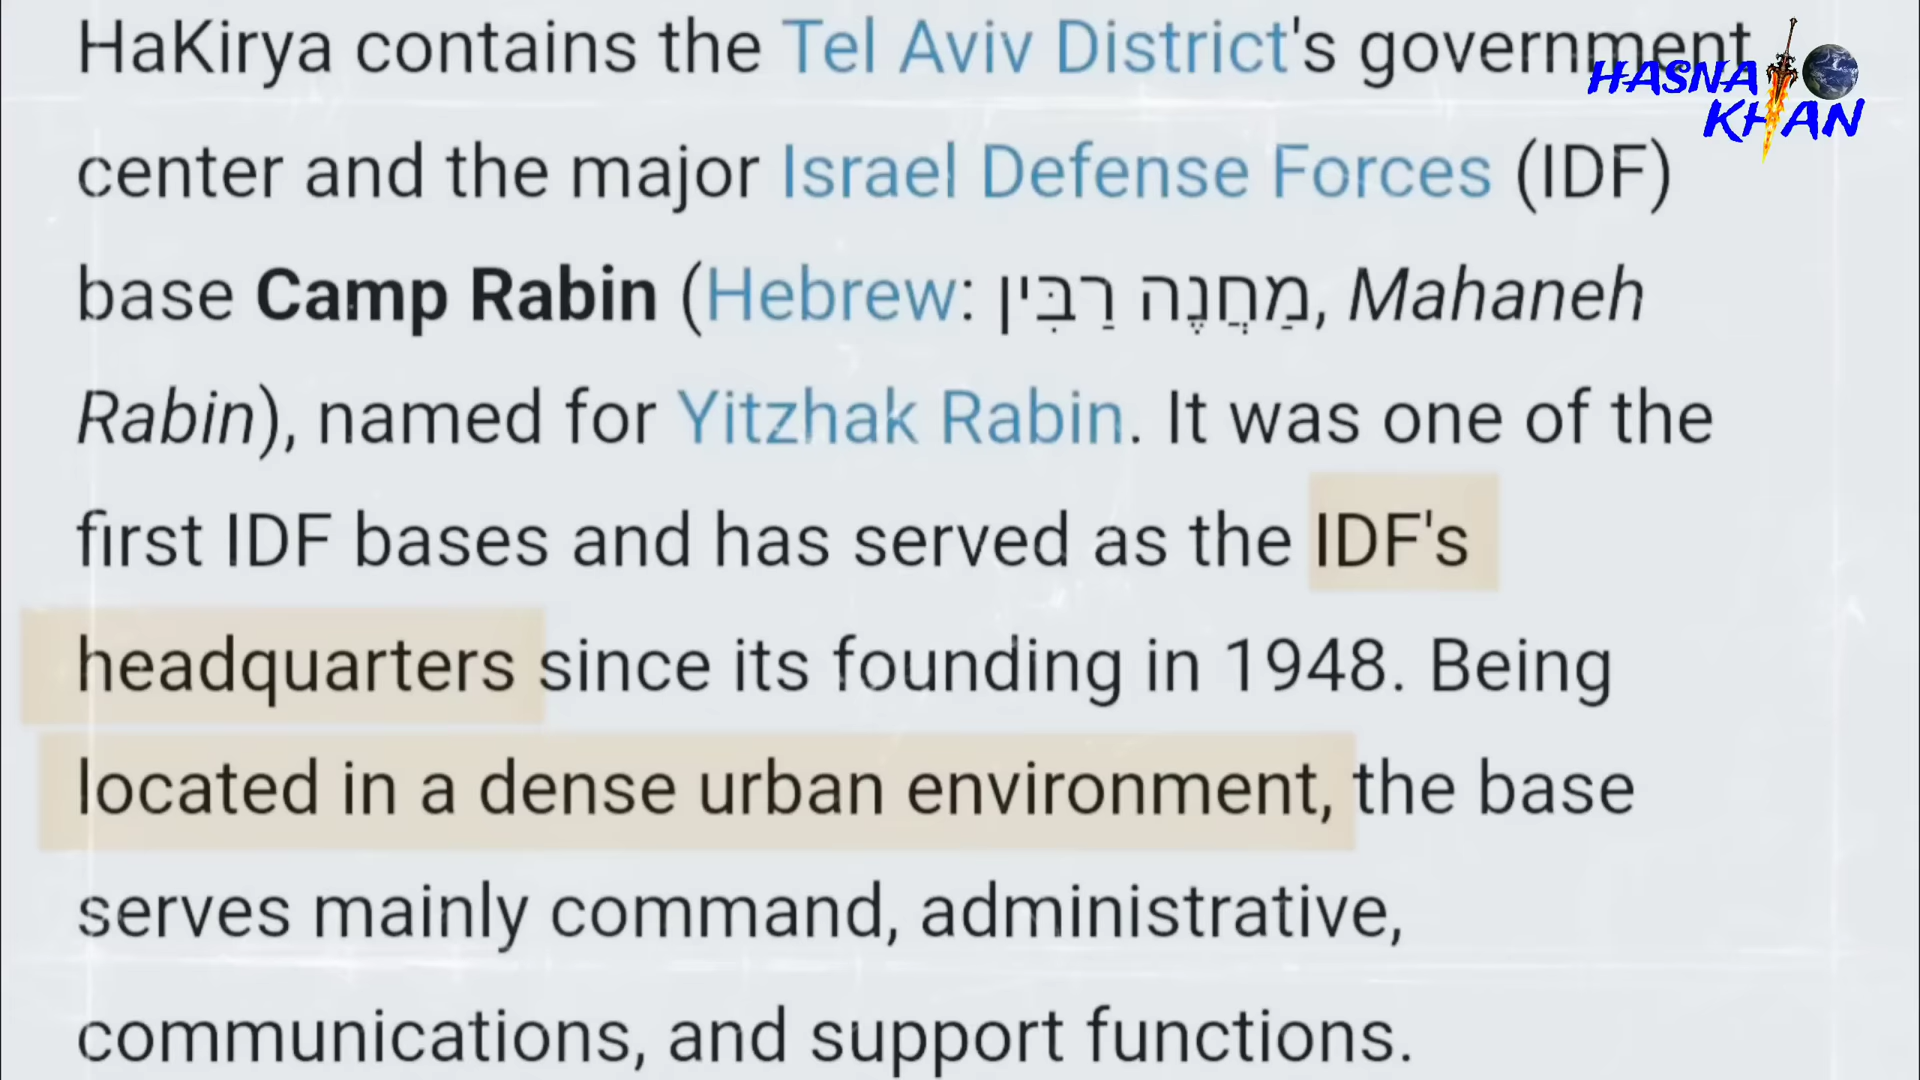 HaKirya contains the Tel Aviv District's government
center and the major Israel Defense Forces (IDF)
base Camp Rabin (Hebrew: מַחֲנֶה רַבִּין, Mahaneh
Rabin), named for Yitzhak Rabin. It was one of the
first IDF bases and has served as the IDF's
headquarters since its founding in 1948. Being
located in a dense urban environment, the base
serves mainly command, administrative,
communications, and support functions.
HASNA
KHAN